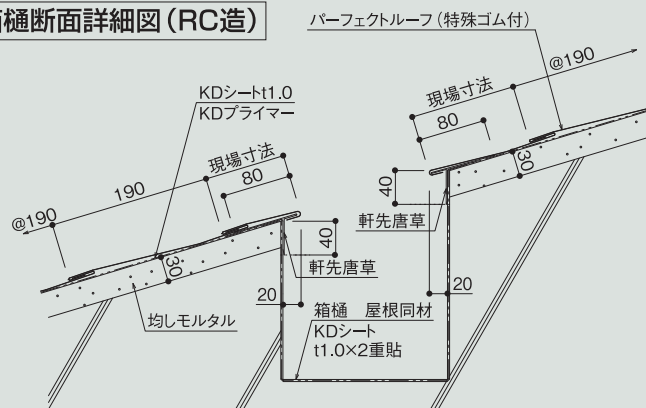 樋断面詳細図(RC造)
パーフェクトルーフ(特殊ゴム付)
@190
現場寸法
80
KDシートt1.0
KDプライマー
現場寸法
80
190
@190
30
40
軒先唐草
30
40
軒先唐草
20
20
30
均しモルタル
箱樋 屋根同材
KDシート
t1.0×2重貼